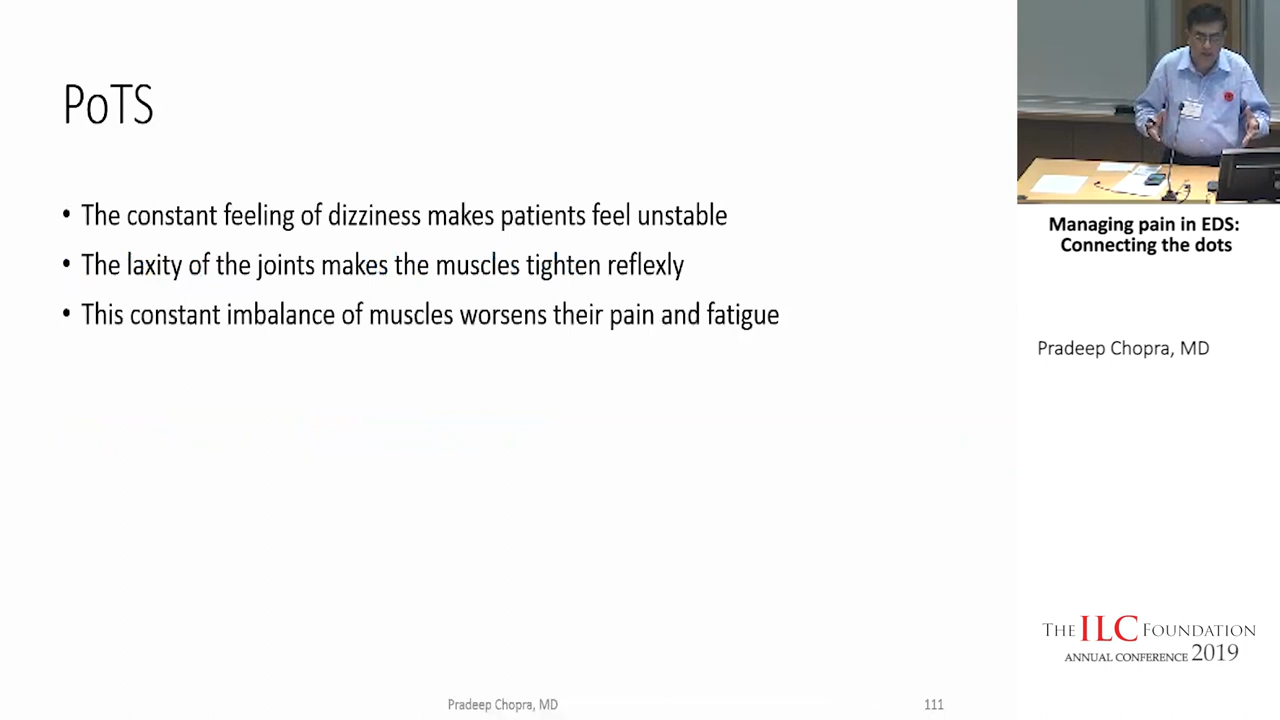 PoTS
• The constant feeling of dizziness makes patients feel unstable
• The laxity of the joints makes the muscles tighten reflexly
• This constant imbalance of muscles worsens their pain and fatigue
Pradeep Chopra, MD
111
Managing pain in EDS:
Connecting the dots
Pradeep Chopra, MD
THE ILC FOUNDATION
ANNUAL CONFERENCE 2019